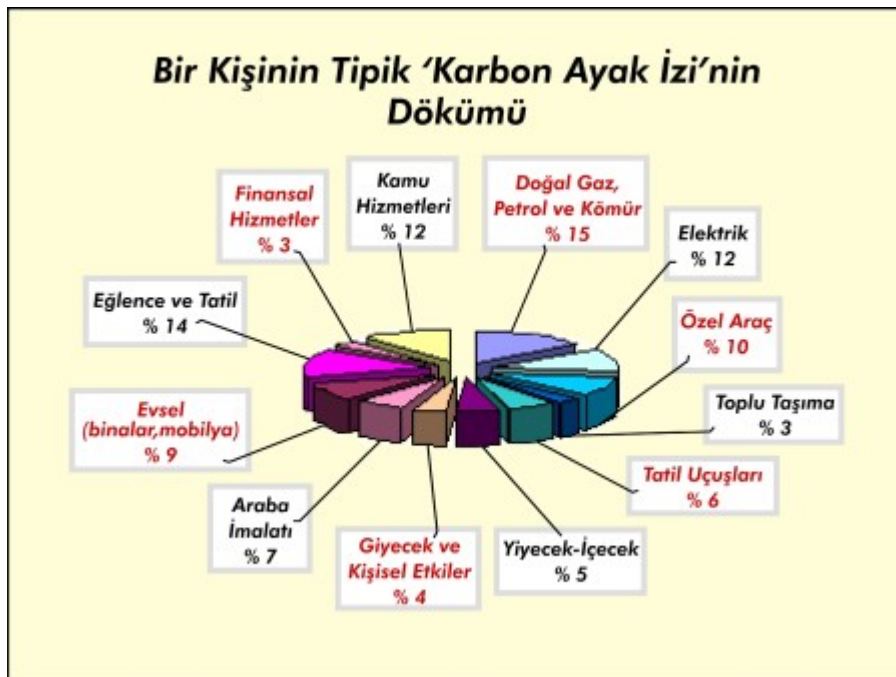 Bir Kişinin Tipik ‘Karbon Ayak İzi’nin
Dökümü
Finansal
Hizmetler
% 3
Kamu
Hizmetleri
% 12
Doğal Gaz,
Petrol ve Kömür
% 15
Elektrik
% 12
Eğlence ve Tatil
% 14
Özel Araç
% 10
Toplu Taşıma
% 3
Evsel
(binalar,mobilya)
% 9
Tatil Uçuşları
% 6
Araba
İmalatı
% 7
Giyecek ve
Kişisel Etkiler
% 4
Yiyecek-İçecek
% 5